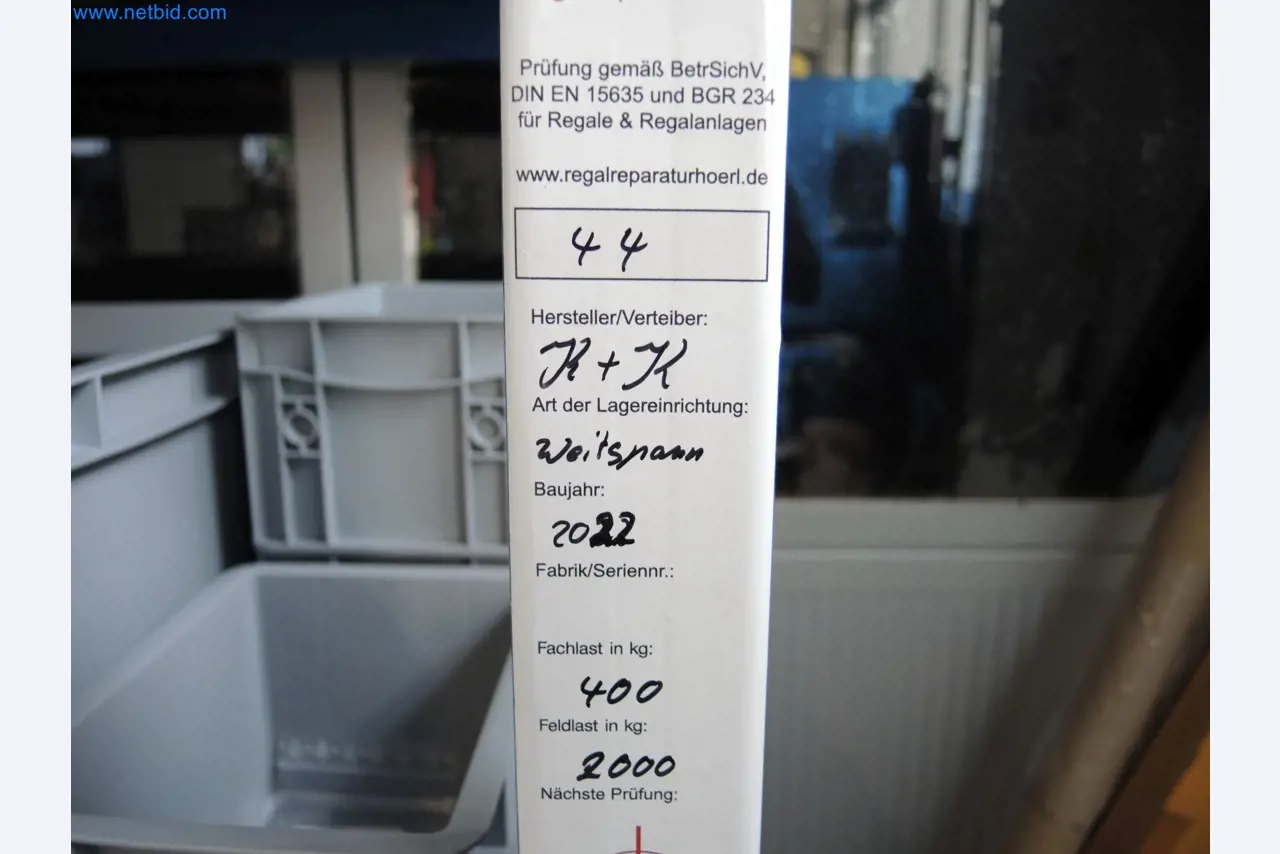 www.netbid.com
Prüfung gemäß BetrSichV,
DIN EN 15635 und BGR 234
für Regale & Regalanlagen
www.regalreparaturhoerl.de
44
Hersteller/Verteiber:
K + K
Art der Lagereinrichtung:
Weitspann
Baujahr:
2022
Fabrik/Seriennr.:
Fachlast in kg:
400
Feldlast in kg:
2000
Nächste Prüfung: